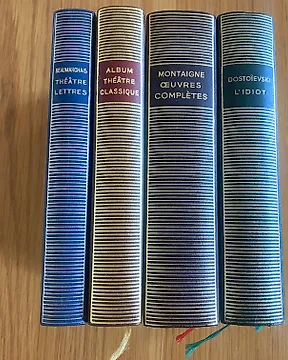 BEAUMARCHAIS
THÉÂTRE
LETTRES
ALBUM
THÉÂTRE
CLASSIQUE
MONTAIGNE
ŒUVRES
COMPLÈTES
DOSTOÏEVSKI
L'IDIOT